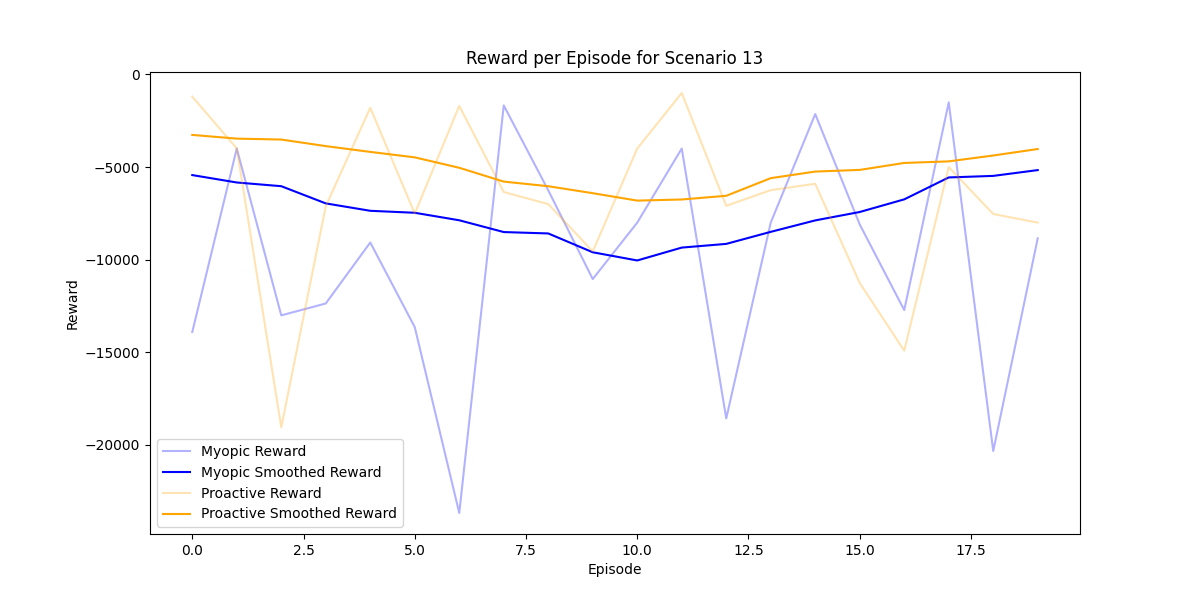 Reward per Episode for Scenario 13
0
−5000
−10000
−15000
−20000
Reward
Myopic Reward
Myopic Smoothed Reward
Proactive Reward
Proactive Smoothed Reward
0.0 2.5 5.0 7.5 10.0 12.5 15.0 17.5
Episode